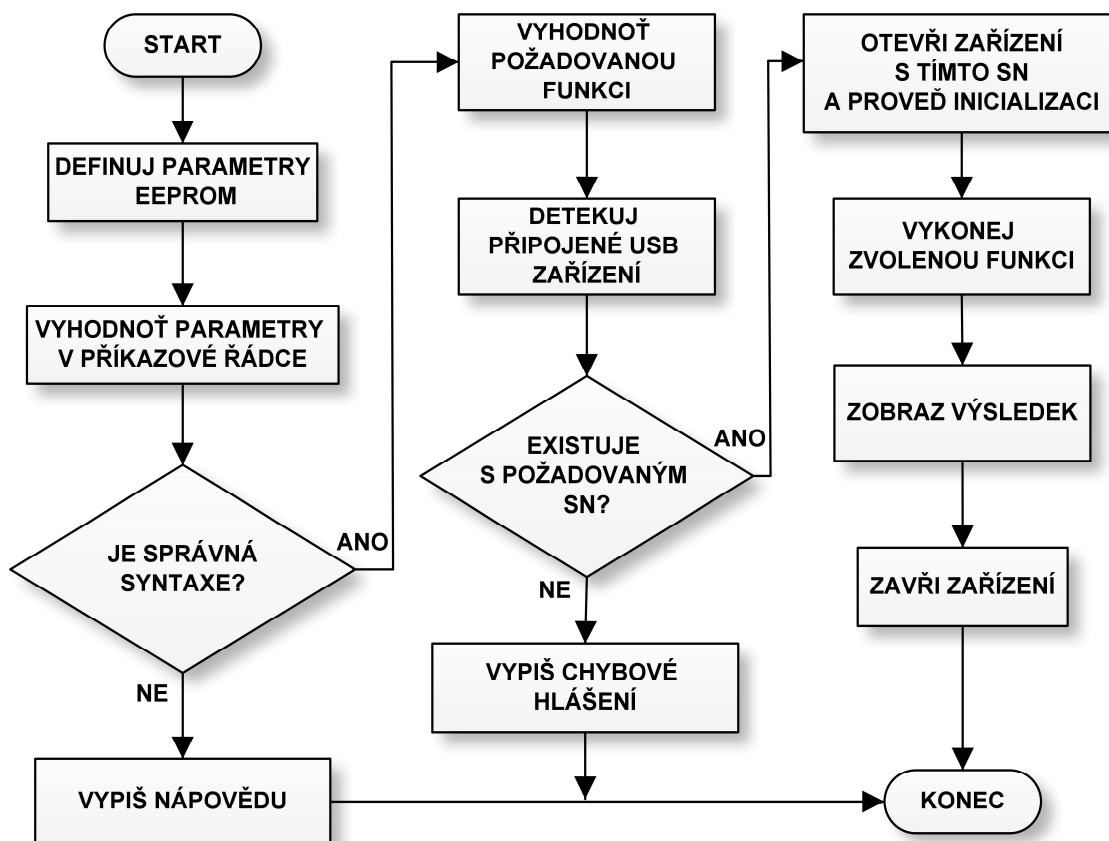 START
DEFINUJ PARAMETRY
EEPROM
VYHODNOŤ PARAMETRY
V PŘÍKAZOVÉ ŘÁDCE
JE SPRÁVNÁ
SYNTAXE?
ANO
NE
VYPIŠ NÁPOVĚDU
VYHODNOŤ
POŽADOVANOU
FUNKCI
DETEKUJ
PŘIPOJENÉ USB
ZAŘÍZENÍ
EXISTUJE
S POŽADOVANÝM
SN?
ANO
NE
VYPIŠ CHYBOVÉ
HLÁŠENÍ
OTEVŘI ZAŘÍZENÍ
S TÍMTO SN
A PROVEĎ INICIALIZACI
VYKONEJ
ZVOLENOU FUNKCI
ZOBRAZ VÝSLEDEK
ZAVŘI ZAŘÍZENÍ
KONEC